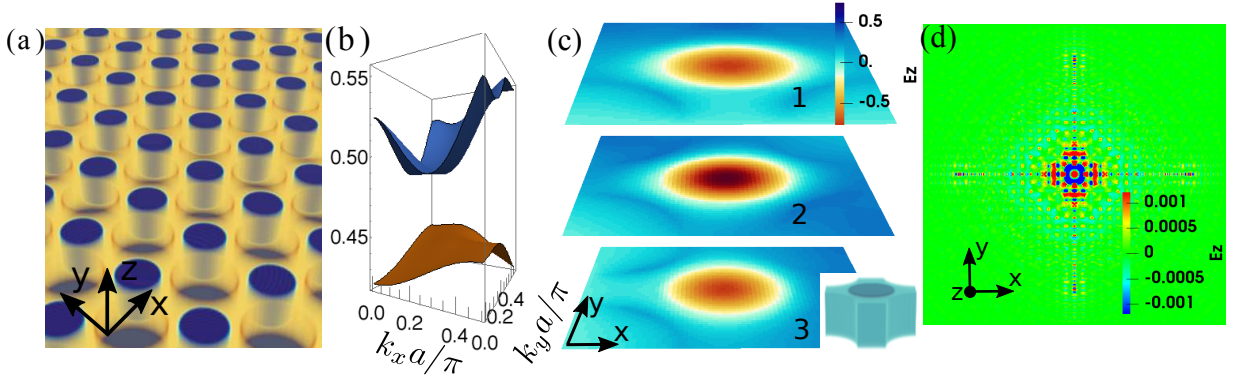 (a)
y
z
x
(b)
0.55
0.50
0.45
0.0
0.2
0.4
k_x a/π
0.0
0.2
0.4
k_y a/π
(c)
0.5
0.
-0.5
Ez
1
2
3
y
x
(d)
0.001
0.0005
0
-0.0005
-0.001
Ez
y
z
x